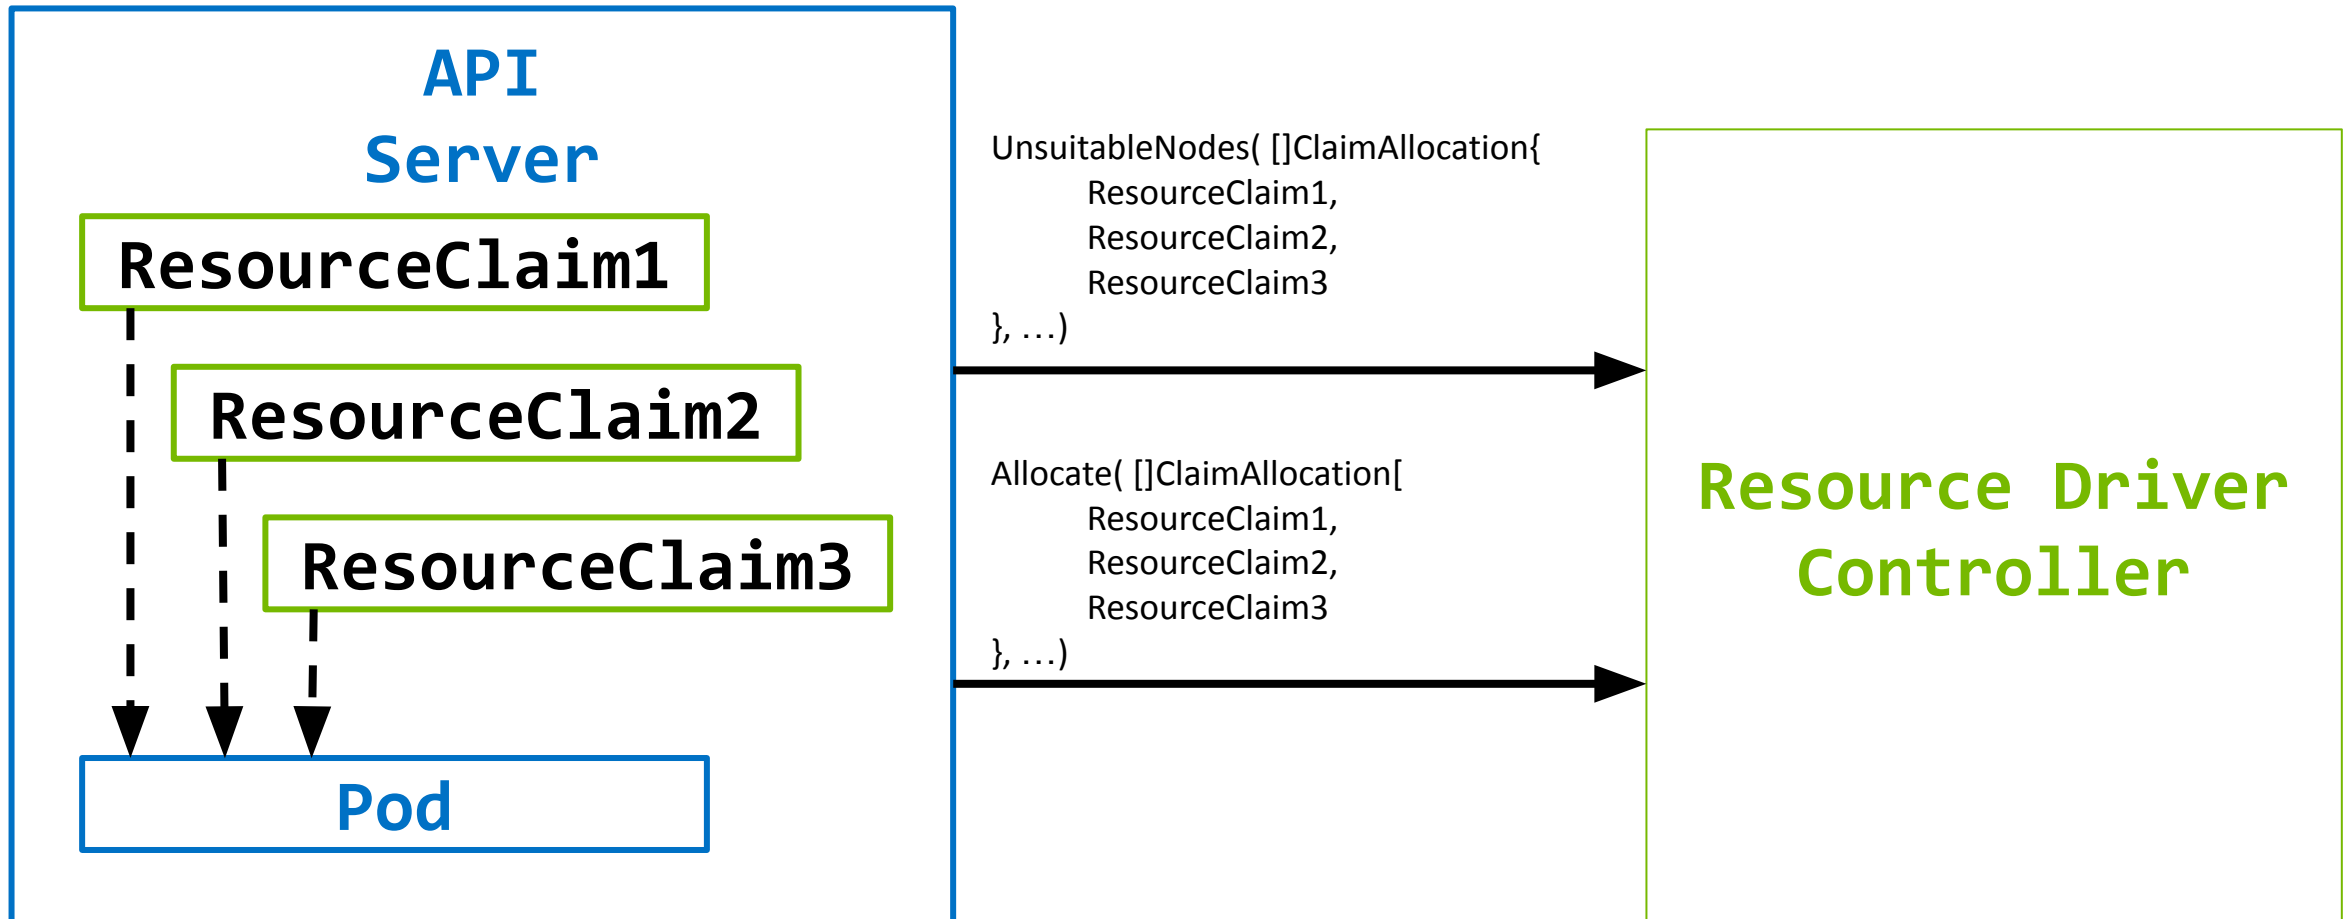 API
Server
ResourceClaim1
ResourceClaim2
ResourceClaim3
Pod
UnsuitableNodes( []ClaimAllocation{
ResourceClaim1,
ResourceClaim2,
ResourceClaim3
}, …)
Allocate( []ClaimAllocation[
ResourceClaim1,
ResourceClaim2,
ResourceClaim3
}, …)
Resource Driver
Controller